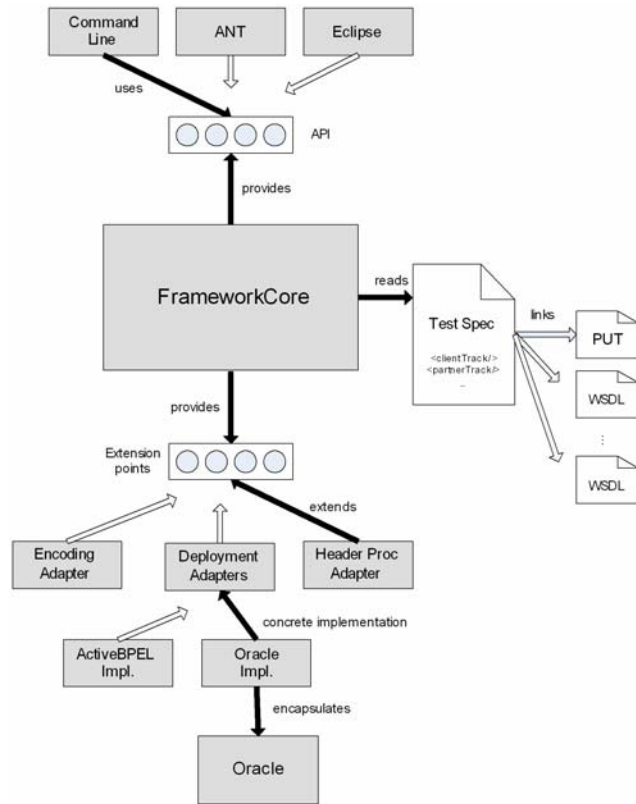 Command
Line
ANT
Eclipse
uses
API
provides
FrameworkCore
reads
Test Spec
<clientTrack/>
<partnerTrack/>
...
links
PUT
WSDL
...
WSDL
provides
Extension
points
extends
Encoding
Adapter
Deployment
Adapters
Header Proc
Adapter
concrete implementation
ActiveBPEL
Impl.
Oracle
Impl.
encapsulates
Oracle